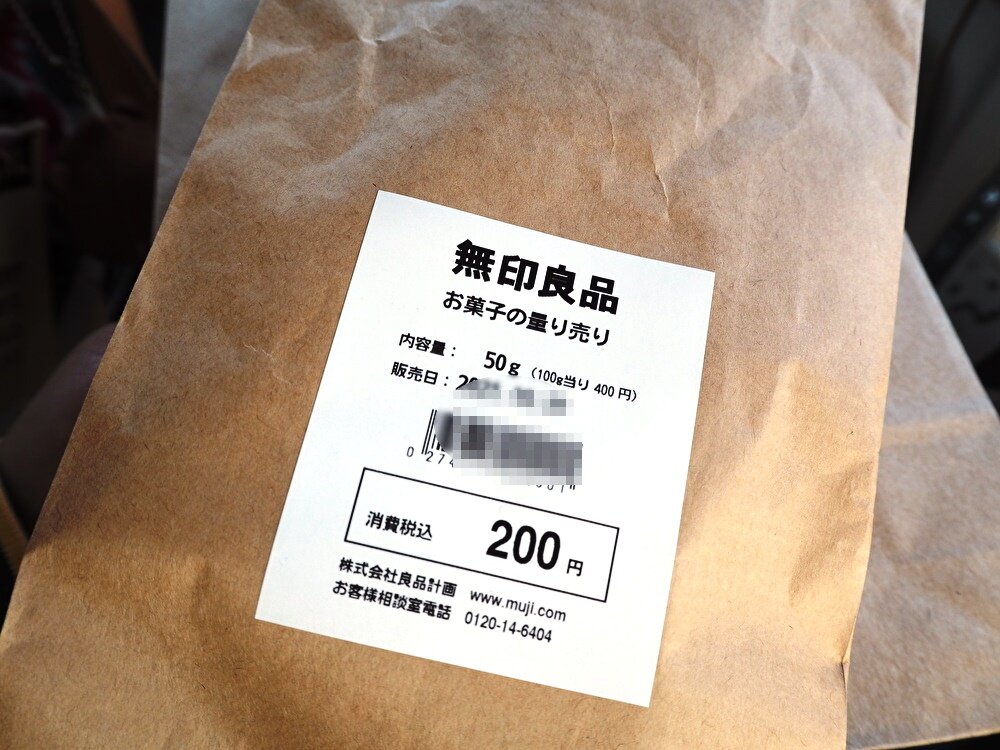 無印良品
お菓子の量り売り
内容量： 50g （100g当り 400 円）
販売日：
消費税込 200 円
株式会社良品計画 www.muji.com
お客様相談室電話 0120-14-6404